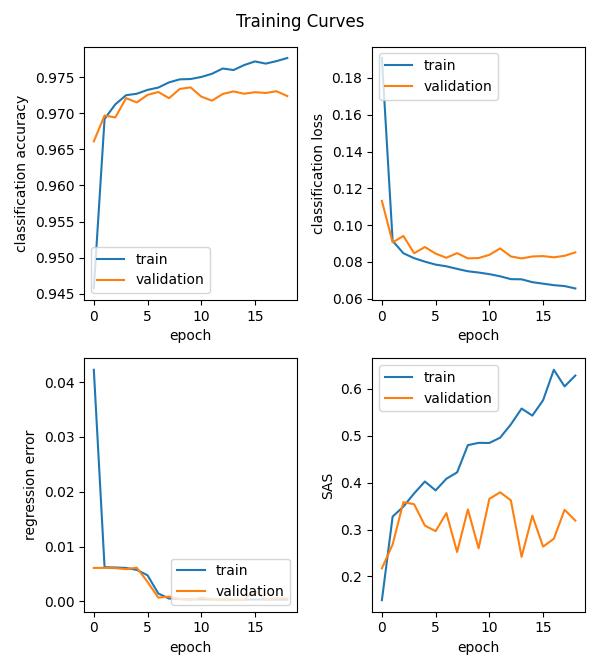 Training Curves
classification accuracy
0.975
0.970
0.965
0.960
0.955
0.950
0.945
train
validation
0 5 10 15
epoch
classification loss
0.18
0.16
0.14
0.12
0.10
0.08
0.06
train
validation
0 5 10 15
epoch
regression error
0.04
0.03
0.02
0.01
0.00
train
validation
0 5 10 15
epoch
SAS
0.6
0.5
0.4
0.3
0.2
train
validation
0 5 10 15
epoch